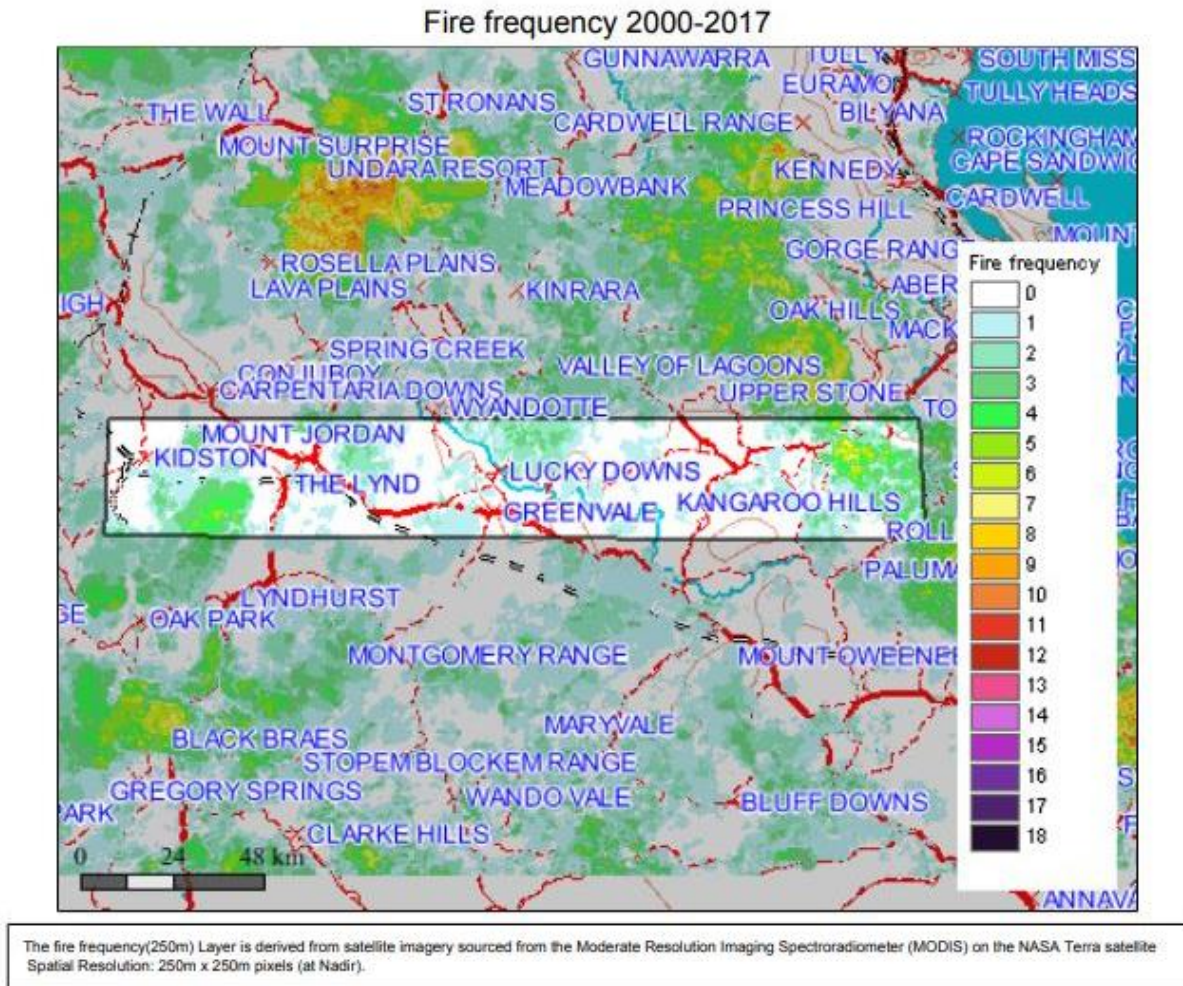 Fire frequency 2000-2017
GUNNAWARRA
TULLY
SOUTH MISS
EURAMO
TULLY HEADS
THE WALL
ST RONANS
CARDWELL RANGE
BILYANA
ROCKINGHAM
MOUNT SURPRISE
CAPE SANDWIC
UNDARA RESORT
KENNEDY
MEADOWBANK
CARDWELL
PRINCESS HILL
MOUNT
GORGE RANGE
Fire frequency
ROSELLA PLAINS
ABER
LAVA PLAINS
KINRARA
0
IGH
OAK HILLS
1
MACK
SPRING CREEK
2
CONJUBOY
VALLEY OF LAGOONS
3
CARPENTARIA DOWNS
UPPER STONE
WYANDOTTE
TO
4
MOUNT JORDAN
5
KIDSTON
LUCKY DOWNS
6
THE LYND
KANGAROO HILLS
7
GREENVALE
ROLL
8
PALUMA
9
LYNDHURST
10
OAK PARK
11
MONTGOMERY RANGE
MOUNT OWEENEE
12
13
MARYVALE
14
BLACK BRAES
15
STOPEM BLOCKEM RANGE
16
GREGORY SPRINGS
WANDO VALE
BLUFF DOWNS
17
PARK
CLARKE HILLS
18
0 24 48 km
ANNAVA
The fire frequency(250m) Layer is derived from satellite imagery sourced from the Moderate Resolution Imaging Spectroradiometer (MODIS) on the NASA Terra satellite
Spatial Resolution: 250m x 250m pixels (at Nadir).